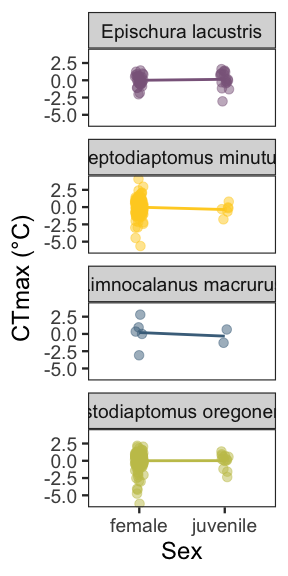 Epischura lacustris
2.5
0.0
-2.5
-5.0
eptodiaptomus minutu
2.5
0.0
-2.5
-5.0
imnocalanus macrurus
2.5
0.0
-2.5
-5.0
stodiaptomus oregonen
2.5
0.0
-2.5
-5.0
CTmax (°C)
female juvenile
Sex